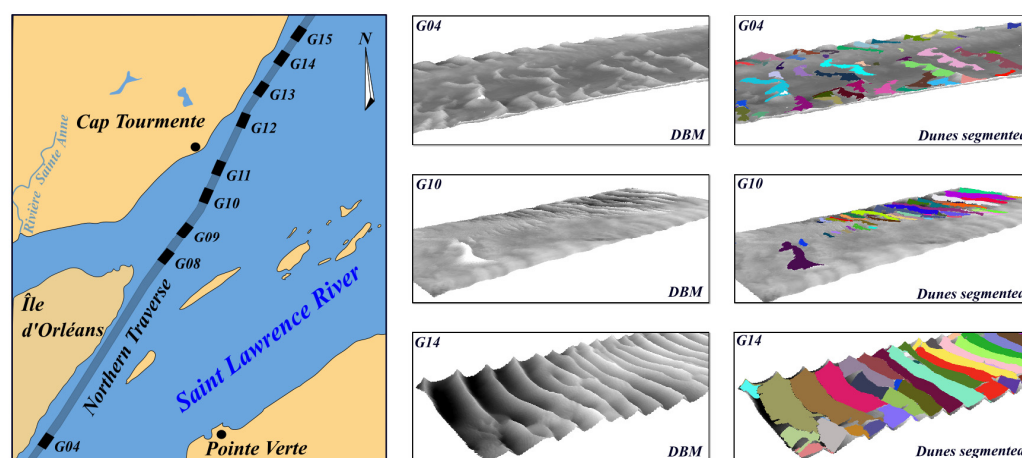 G15
N
G14
G13
Cap Tourmente
G12
G11
Rivière Sainte Anne
G10
G09
G08
Île
d'Orléans
Northern Traverse
Saint Lawrence River
G04
Pointe Verte
G04
DBM
G04
Dunes segmented
G10
DBM
G10
Dunes segmented
G14
DBM
G14
Dunes segmented